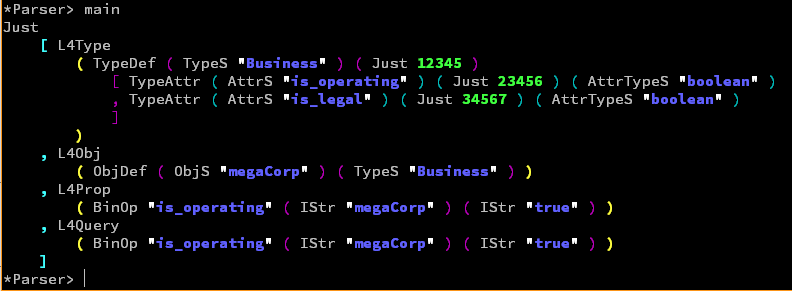 *Parser> main
Just
    [ L4Type
        ( TypeDef ( TypeS "Business" ) ( Just 12345 )
            [ TypeAttr ( AttrS "is_operating" ) ( Just 23456 ) ( AttrTypeS "boolean" )
            , TypeAttr ( AttrS "is_legal" ) ( Just 34567 ) ( AttrTypeS "boolean" )
            ]
        )
    , L4Obj
        ( ObjDef ( ObjS "megaCorp" ) ( TypeS "Business" ) )
    , L4Prop
        ( BinOp "is_operating" ( IStr "megaCorp" ) ( IStr "true" ) )
    , L4Query
        ( BinOp "is_operating" ( IStr "megaCorp" ) ( IStr "true" ) )
    ]
*Parser>